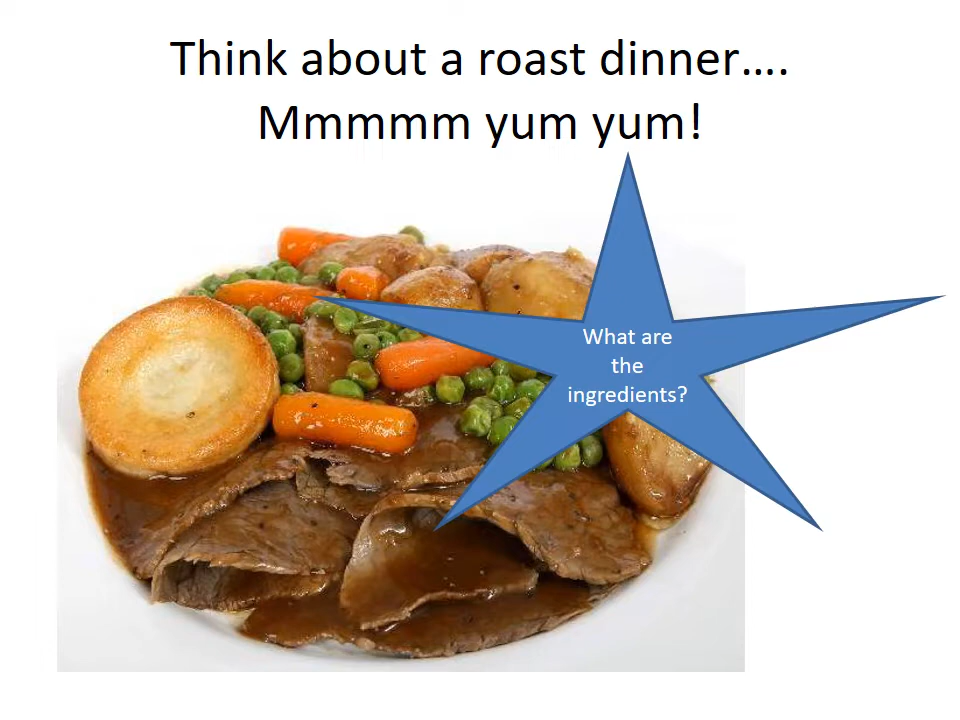 Think about a roast dinner….
Mmmmm yum yum!
What are
the
ingredients?